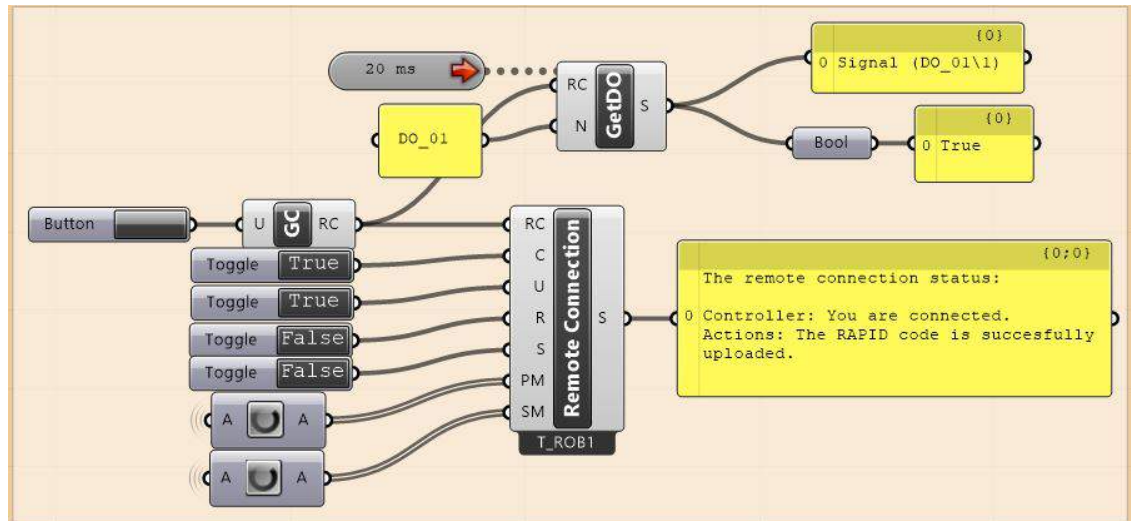 20 ms
DO_01
RC
N
GetDO
S
{0}
0 Signal (DO_01\1)
Bool
{0}
0 True
Button
U
GC
RC
Toggle True
Toggle True
Toggle False
Toggle False
A A
A A
RC
C
U
R
S
PM
SM
Remote Connection
S
T_ROB1
{0;0}
The remote connection status:
0 Controller: You are connected.
Actions: The RAPID code is succesfully
uploaded.